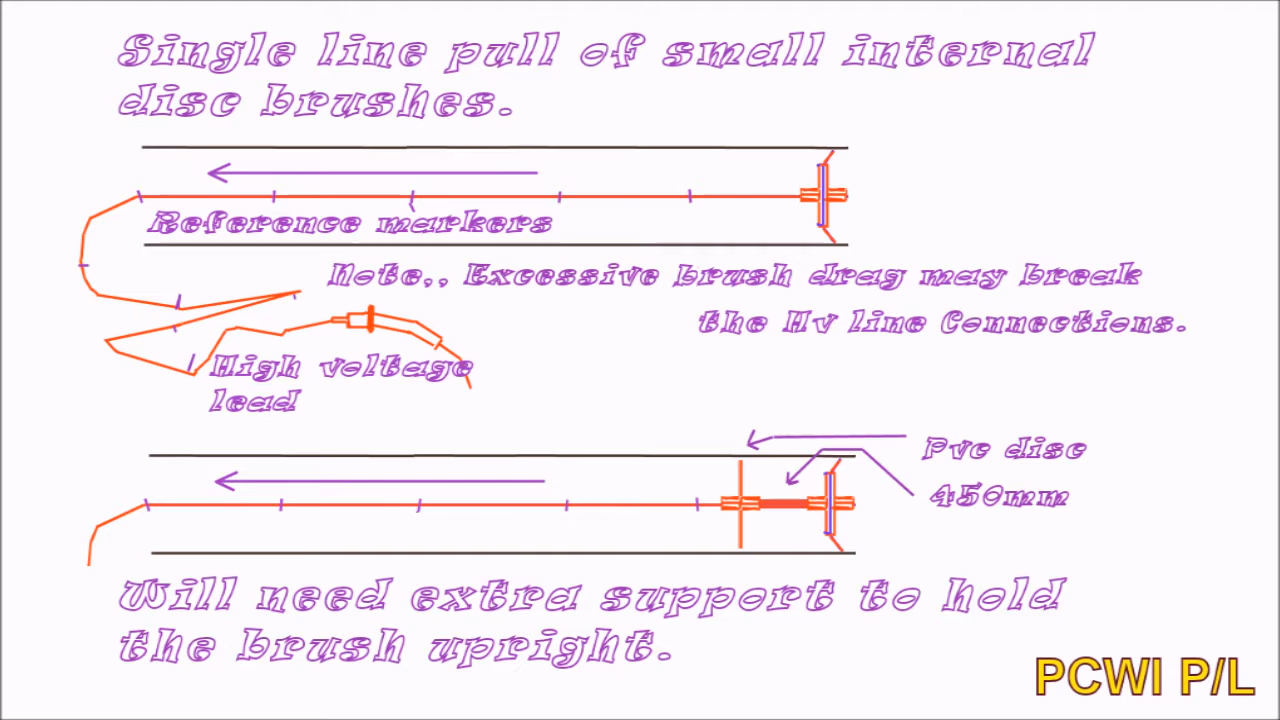 Single line pull of small internal
disc brushes.
Reference markers
Note,, Excessive brush drag may break
the Hv line Connections.
High voltage
lead
Pvc disc
450mm
Will need extra support to hold
the brush upright.
PCWI P/L